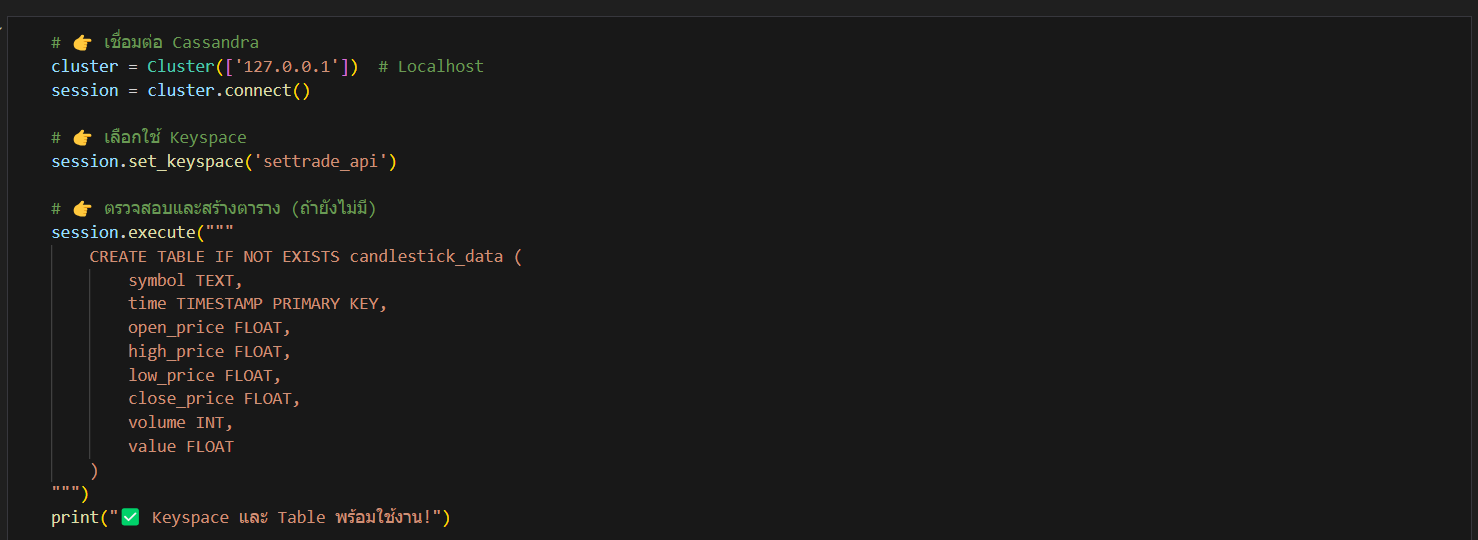 # 👉 เชื่อมต่อ Cassandra
cluster = Cluster(['127.0.0.1'])  # Localhost
session = cluster.connect()
# 👉 เลือกใช้ Keyspace
session.set_keyspace('settrade_api')
# 👉 ตรวจสอบและสร้างตาราง (ถ้ายังไม่มี)
session.execute("""
    CREATE TABLE IF NOT EXISTS candlestick_data (
        symbol TEXT,
        time TIMESTAMP PRIMARY KEY,
        open_price FLOAT,
        high_price FLOAT,
        low_price FLOAT,
        close_price FLOAT,
        volume INT,
        value FLOAT
    )
""")
print("✅ Keyspace และ Table พร้อมใช้งาน!")